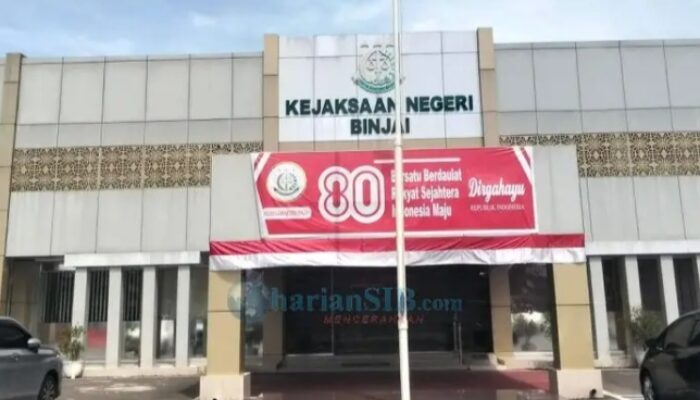 KEJAKSAAN NEGERI
BINJAI
80
Bersatu Berdaulat
Rakyat Sejahtera
Indonesia Maju
Dirgahayu
REPUBLIK INDONESIA
harianSIB.com
MENCERAHKAN